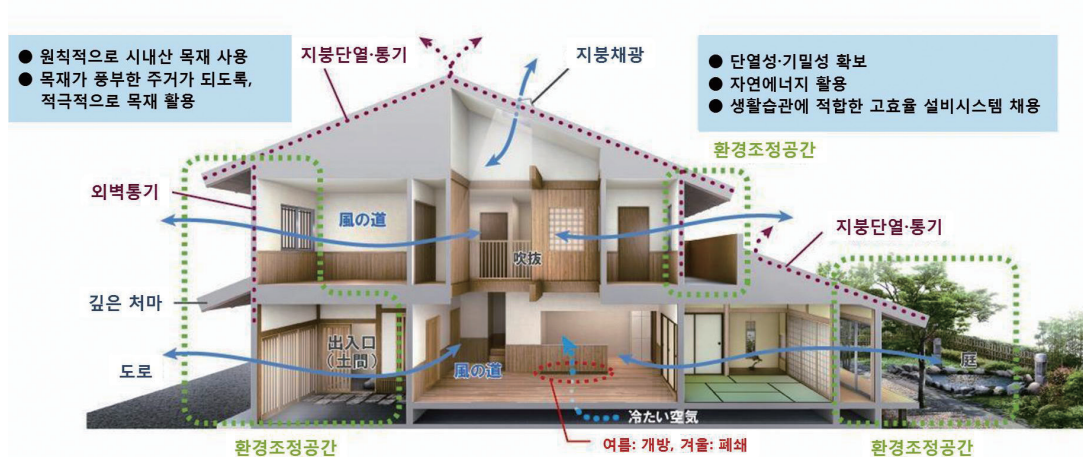 ● 원칙적으로 시내산 목재 사용
● 목재가 풍부한 주거가 되도록,
적극적으로 목재 활용
지붕단열·통기
지붕채광
● 단열성·기밀성 확보
● 자연에너지 활용
● 생활습관에 적합한 고효율 설비시스템 채용
환경조정공간
외벽통기
風の道
吹抜
지붕단열·통기
깊은 처마
出入口
(土間)
도로
風の道
庭
冷たい空気
환경조정공간
여름: 개방, 겨울: 폐쇄
환경조정공간